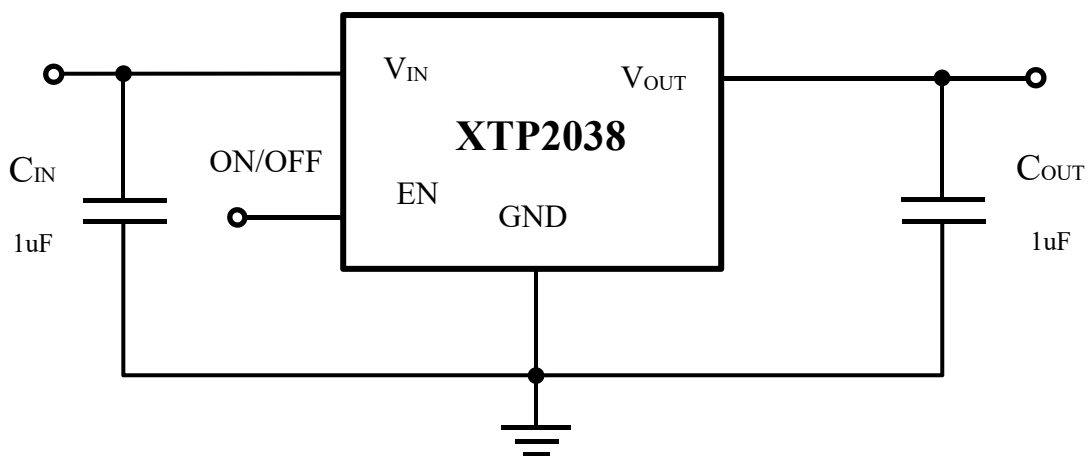 VIN
VOUT
XTP2038
ON/OFF
CIN
COUT
EN
GND
1uF
1uF